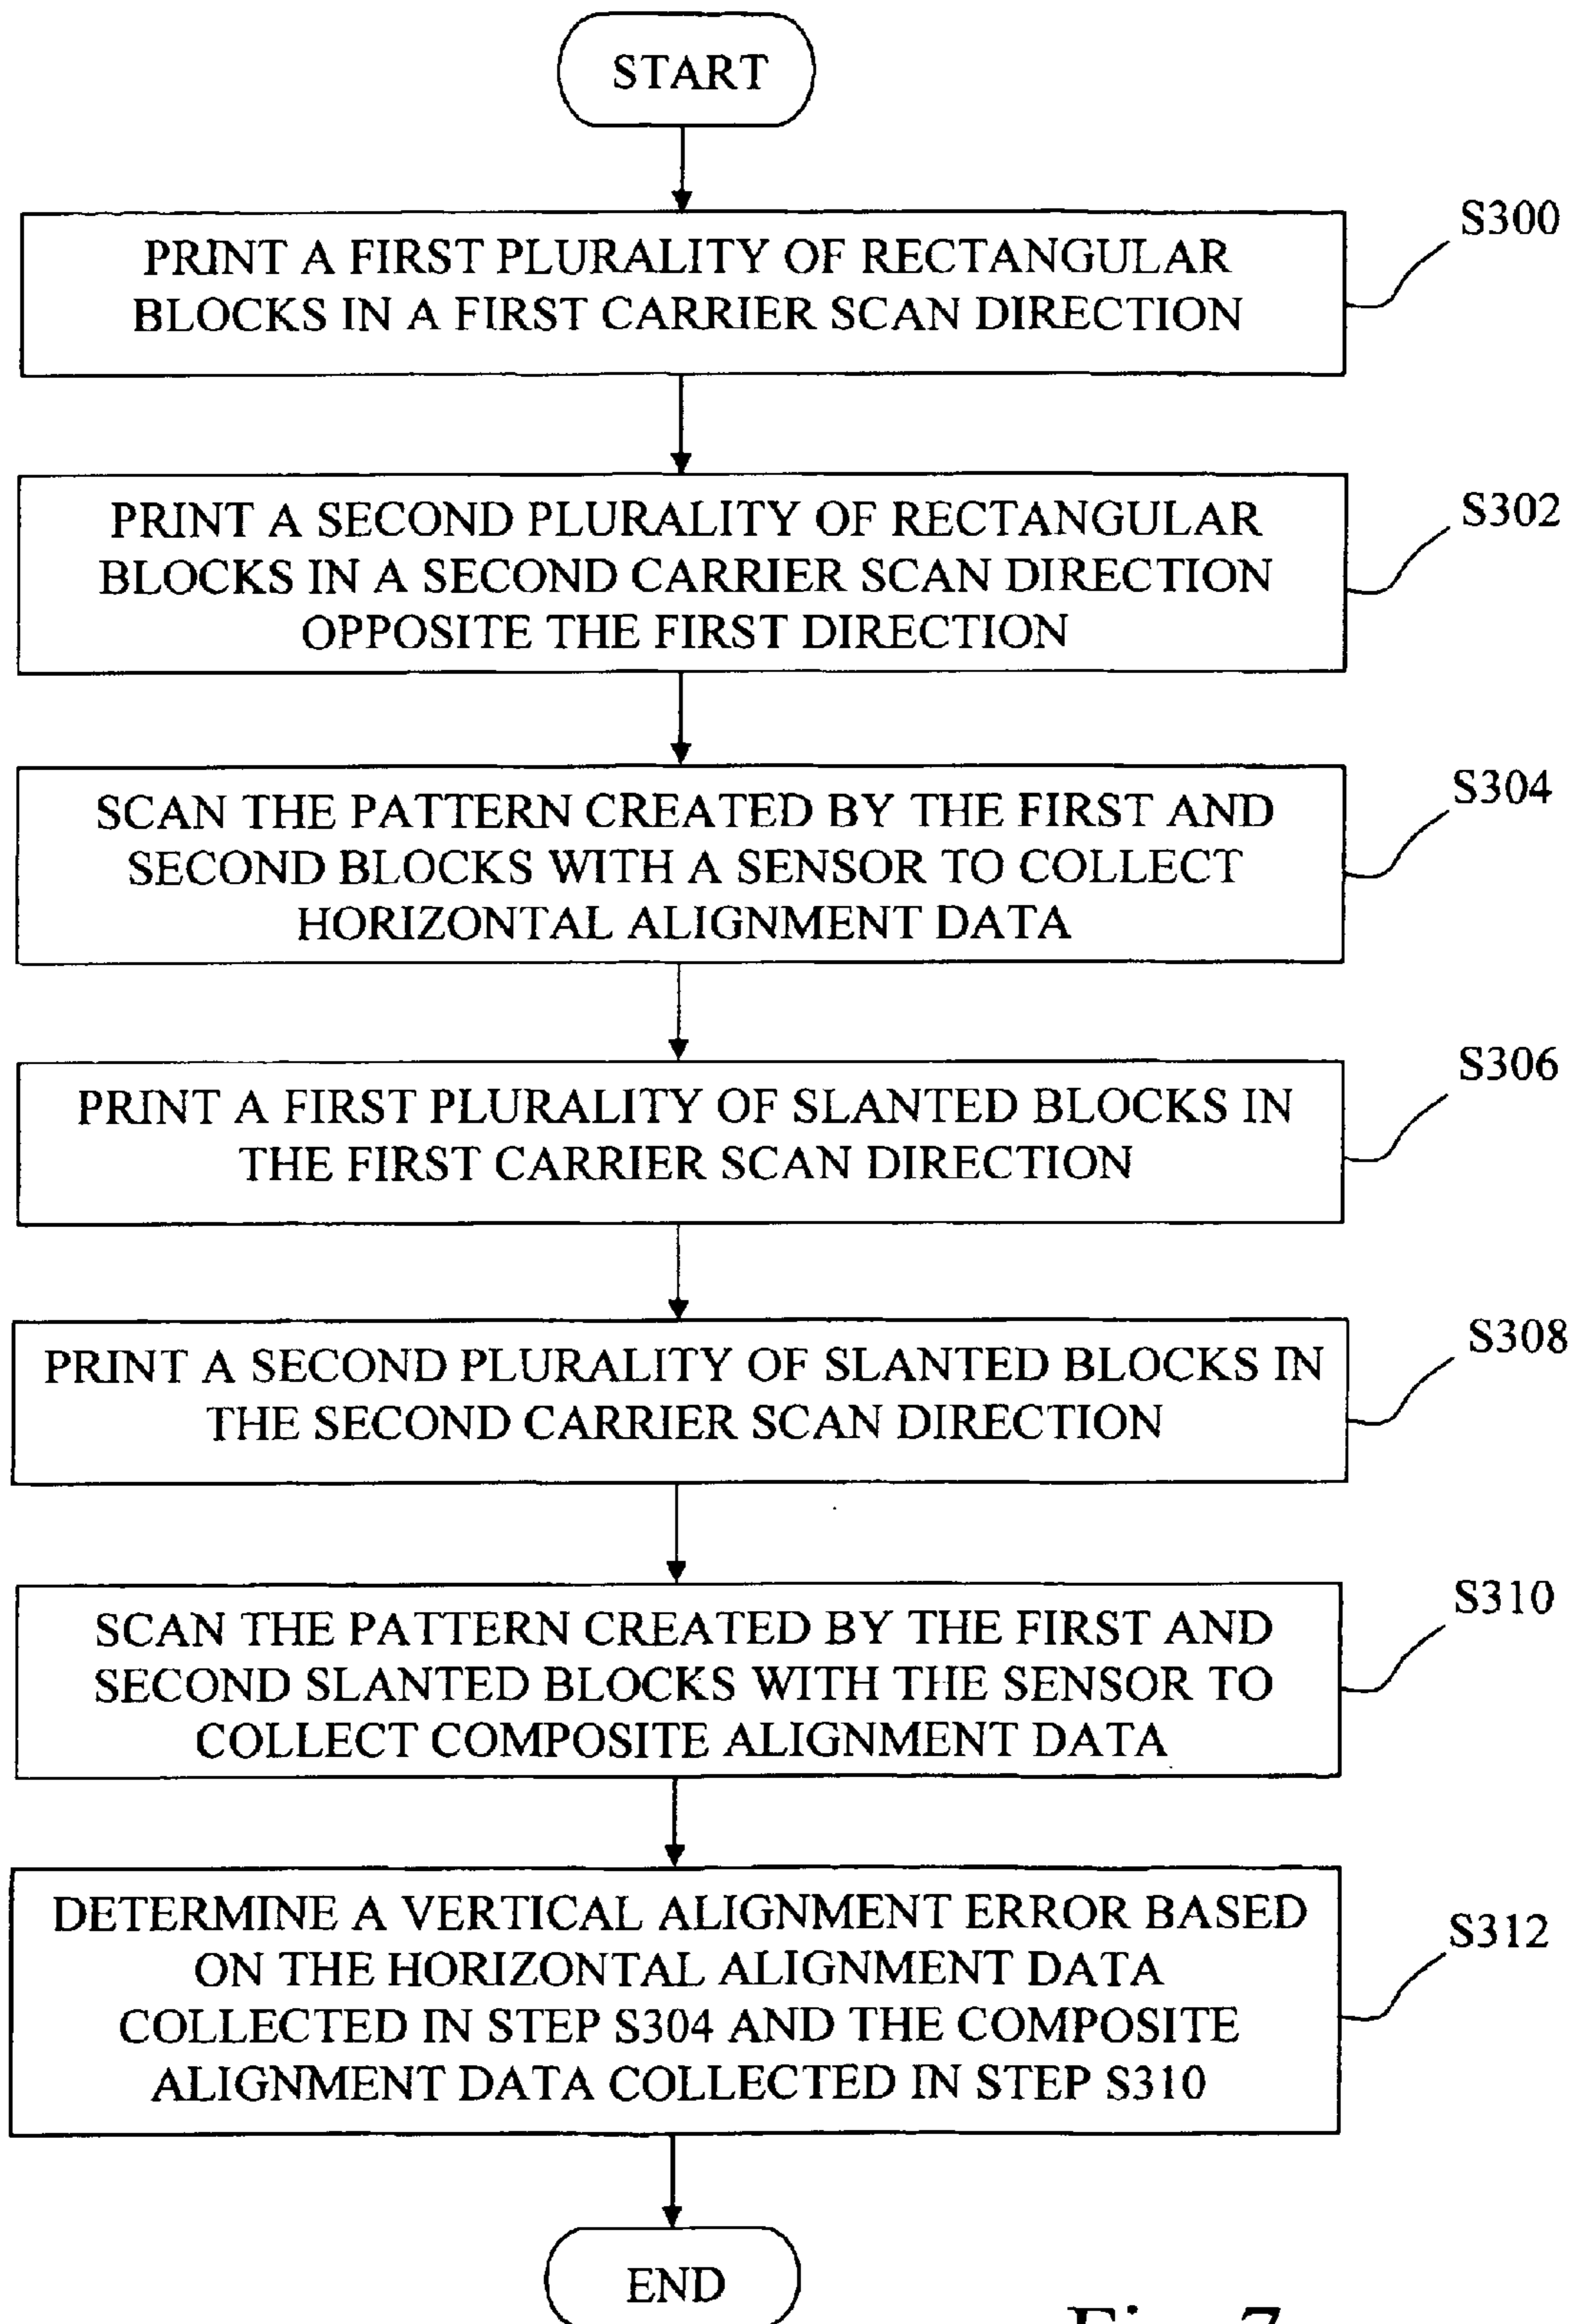 START
PRINT A FIRST PLURALITY OF RECTANGULAR
BLOCKS IN A FIRST CARRIER SCAN DIRECTION
S300
PRINT A SECOND PLURALITY OF RECTANGULAR
BLOCKS IN A SECOND CARRIER SCAN DIRECTION
OPPOSITE THE FIRST DIRECTION
S302
SCAN THE PATTERN CREATED BY THE FIRST AND
SECOND BLOCKS WITH A SENSOR TO COLLECT
HORIZONTAL ALIGNMENT DATA
S304
PRINT A FIRST PLURALITY OF SLANTED BLOCKS IN
THE FIRST CARRIER SCAN DIRECTION
S306
PRINT A SECOND PLURALITY OF SLANTED BLOCKS IN
THE SECOND CARRIER SCAN DIRECTION
S308
SCAN THE PATTERN CREATED BY THE FIRST AND
SECOND SLANTED BLOCKS WITH THE SENSOR TO
COLLECT COMPOSITE ALIGNMENT DATA
S310
DETERMINE A VERTICAL ALIGNMENT ERROR BASED
ON THE HORIZONTAL ALIGNMENT DATA
COLLECTED IN STEP S304 AND THE COMPOSITE
ALIGNMENT DATA COLLECTED IN STEP S310
S312
END